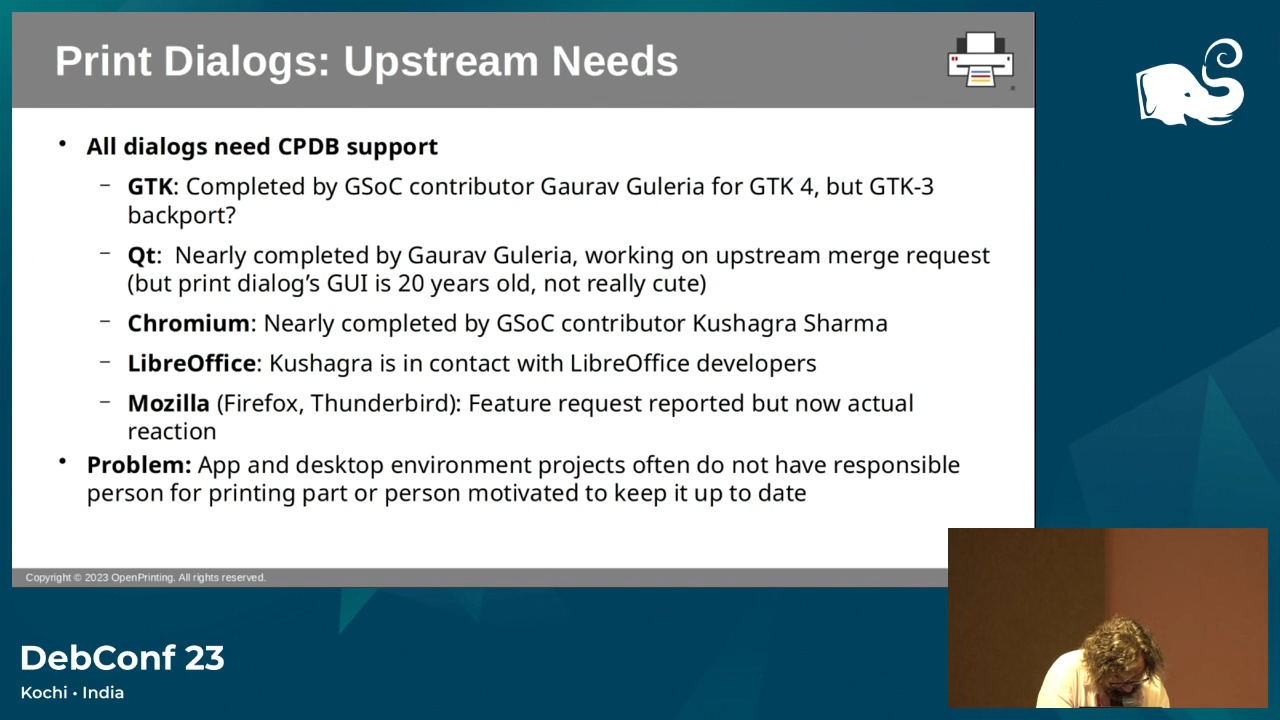 Print Dialogs: Upstream Needs
• All dialogs need CPDB support
– GTK: Completed by GSoC contributor Gaurav Guleria for GTK 4, but GTK-3
backport?
– Qt:  Nearly completed by Gaurav Guleria, working on upstream merge request
(but print dialog’s GUI is 20 years old, not really cute)
– Chromium: Nearly completed by GSoC contributor Kushagra Sharma
– LibreOffice: Kushagra is in contact with LibreOffice developers
– Mozilla (Firefox, Thunderbird): Feature request reported but now actual
reaction
• Problem: App and desktop environment projects often do not have responsible
person for printing part or person motivated to keep it up to date
Copyright © 2023 OpenPrinting. All rights reserved.
DebConf 23
Kochi • India